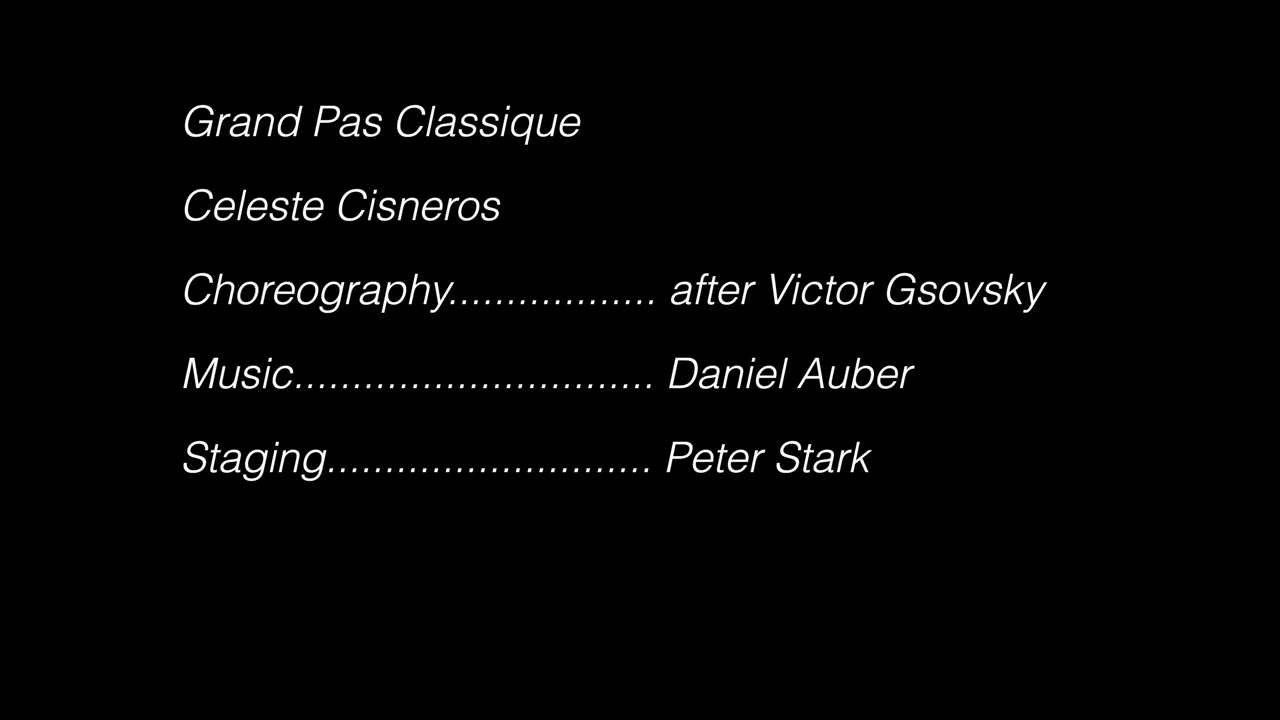 Grand Pas Classique
Celeste Cisneros
Choreography.................. after Victor Gsovsky
Music............................... Daniel Auber
Staging............................ Peter Stark